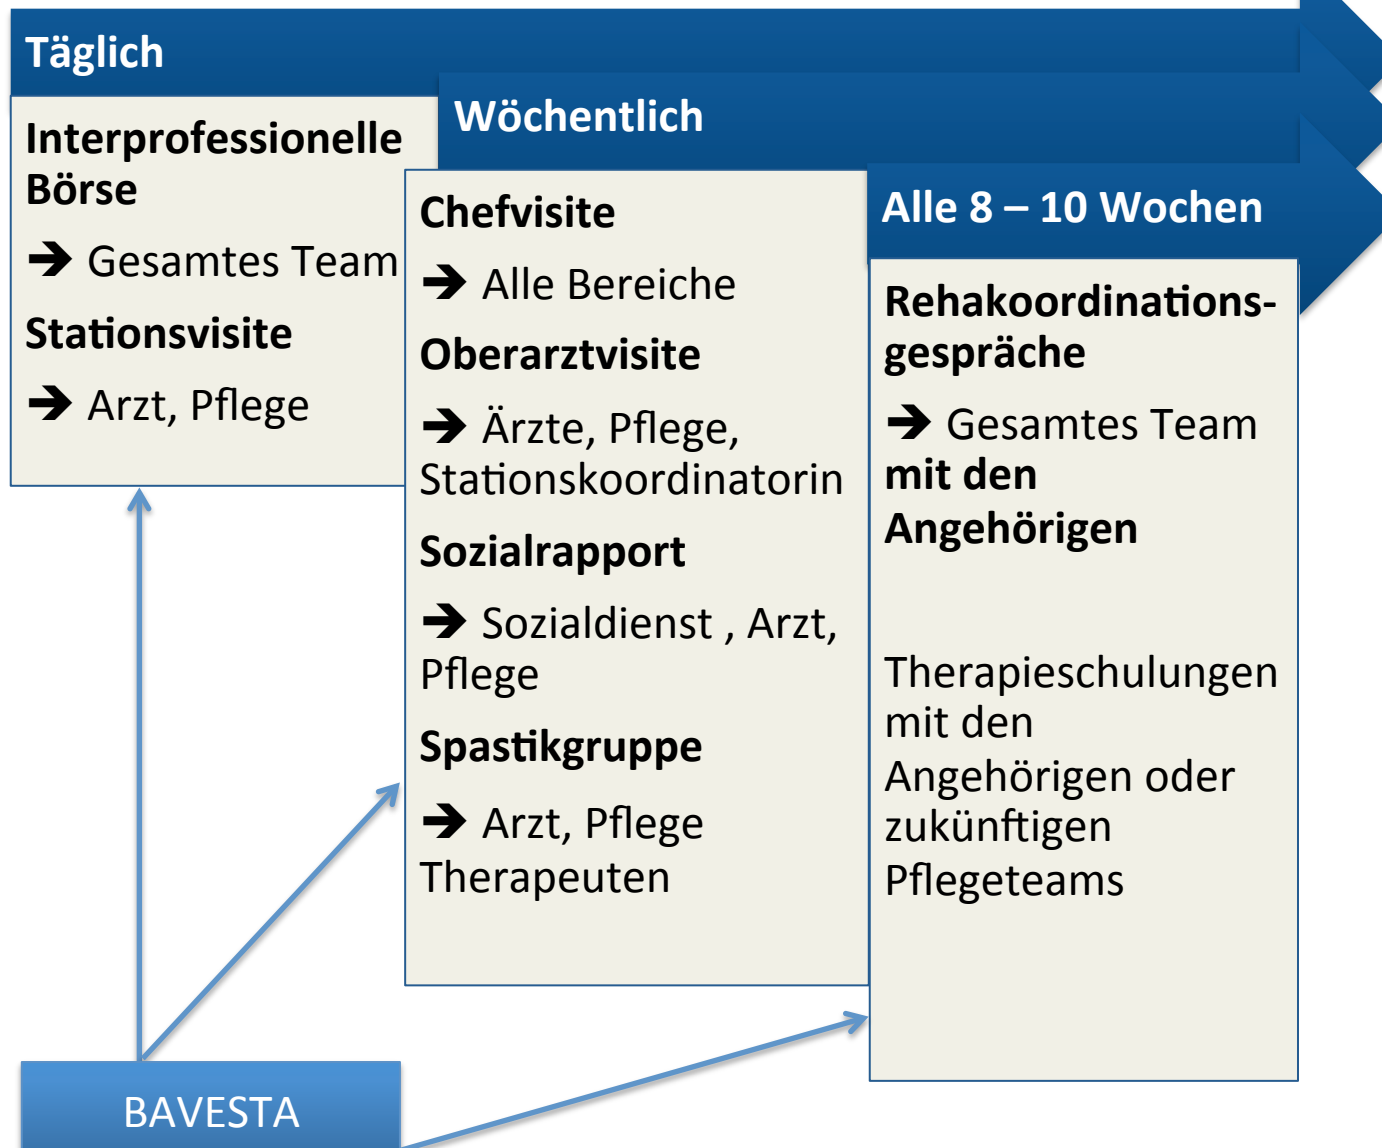 Täglich
Interprofessionelle
Börse
➔ Gesamtes Team
Stationsvisite
➔ Arzt, Pflege
Wöchentlich
Chefvisite
➔ Alle Bereiche
Oberarztvisite
➔ Ärzte, Pflege,
Stationskoordinatorin
Sozialrapport
➔ Sozialdienst , Arzt,
Pflege
Spastikgruppe
➔ Arzt, Pflege
Therapeuten
Alle 8 – 10 Wochen
Rehakoordinations-
gespräche
➔ Gesamtes Team
mit den
Angehörigen
Therapieschulungen
mit den
Angehörigen oder
zukünftigen
Pflegeteams
BAVESTA